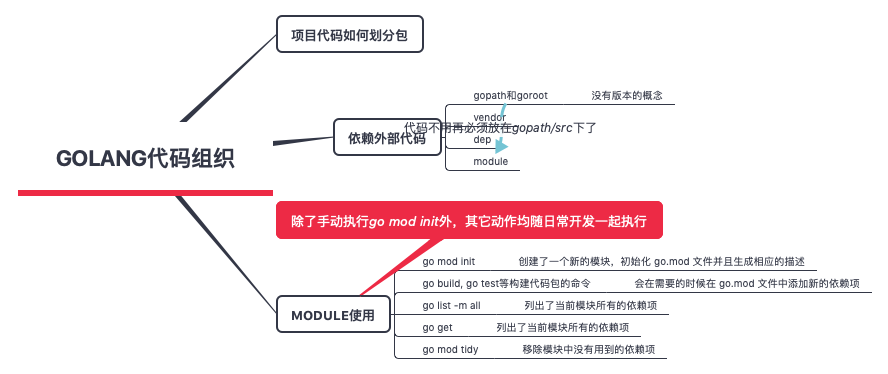 项目代码如何划分包
gopath和goroot 没有版本的概念
vendor
代码不用再必须放在gopath/src下了
依赖外部代码
dep
module
GOLANG代码组织
除了手动执行go mod init外，其它动作均随日常开发一起执行
go mod init 创建了一个新的模块，初始化 go.mod 文件并且生成相应的描述
go build, go test等构建代码包的命令 会在需要的时候在 go.mod 文件中添加新的依赖项
MODULE使用
go list -m all 列出了当前模块所有的依赖项
go get 列出了当前模块所有的依赖项
go mod tidy 移除模块中没有用到的依赖项